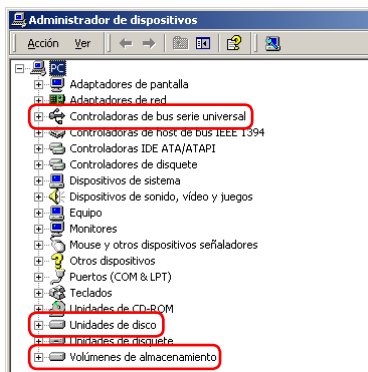 Administrador de dispositivos
Acción Ver
PC
Adaptadores de pantalla
Adaptadores de red
Controladoras de bus serie universal
Controladoras de host de bus IEEE 1394
Controladoras IDE ATA/ATAPI
Controladores de disquete
Dispositivos de sistema
Dispositivos de sonido, vídeo y juegos
Equipo
Monitores
Mouse y otros dispositivos señaladores
Otros dispositivos
Puertos (COM & LPT)
Teclados
Unidades de CD-ROM
Unidades de disco
Unidades de disquete
Volúmenes de almacenamiento